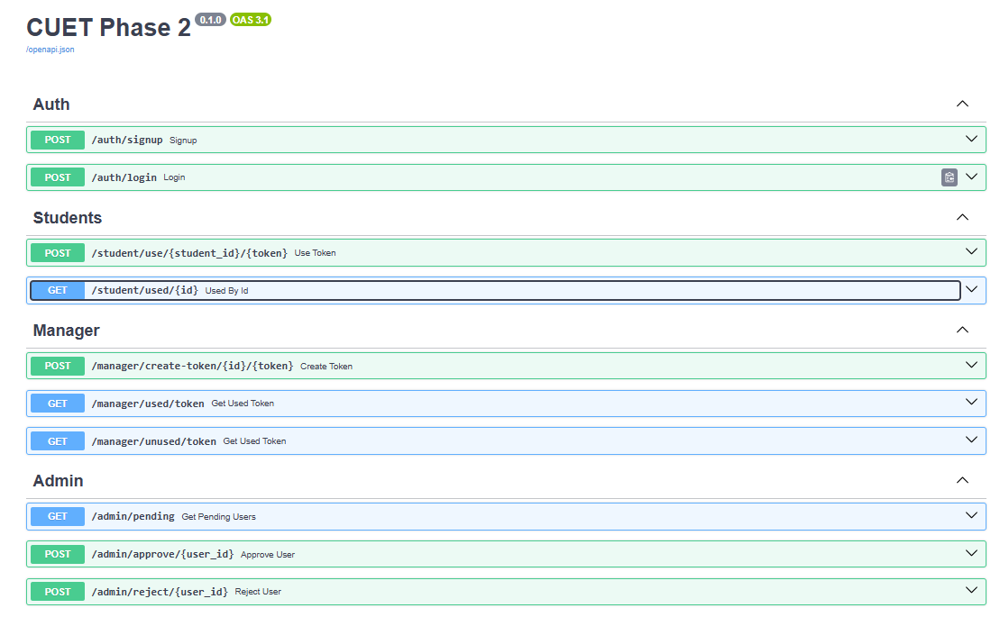 CUET Phase 2 0.1.0 OAS 3.1
/openapi.json
Auth
POST /auth/signup Signup
POST /auth/login Login
Students
POST /student/use/{student_id}/{token} Use Token
GET /student/used/{id} Used By Id
Manager
POST /manager/create-token/{id}/{token} Create Token
GET /manager/used/token Get Used Token
GET /manager/unused/token Get Used Token
Admin
GET /admin/pending Get Pending Users
POST /admin/approve/{user_id} Approve User
POST /admin/reject/{user_id} Reject User